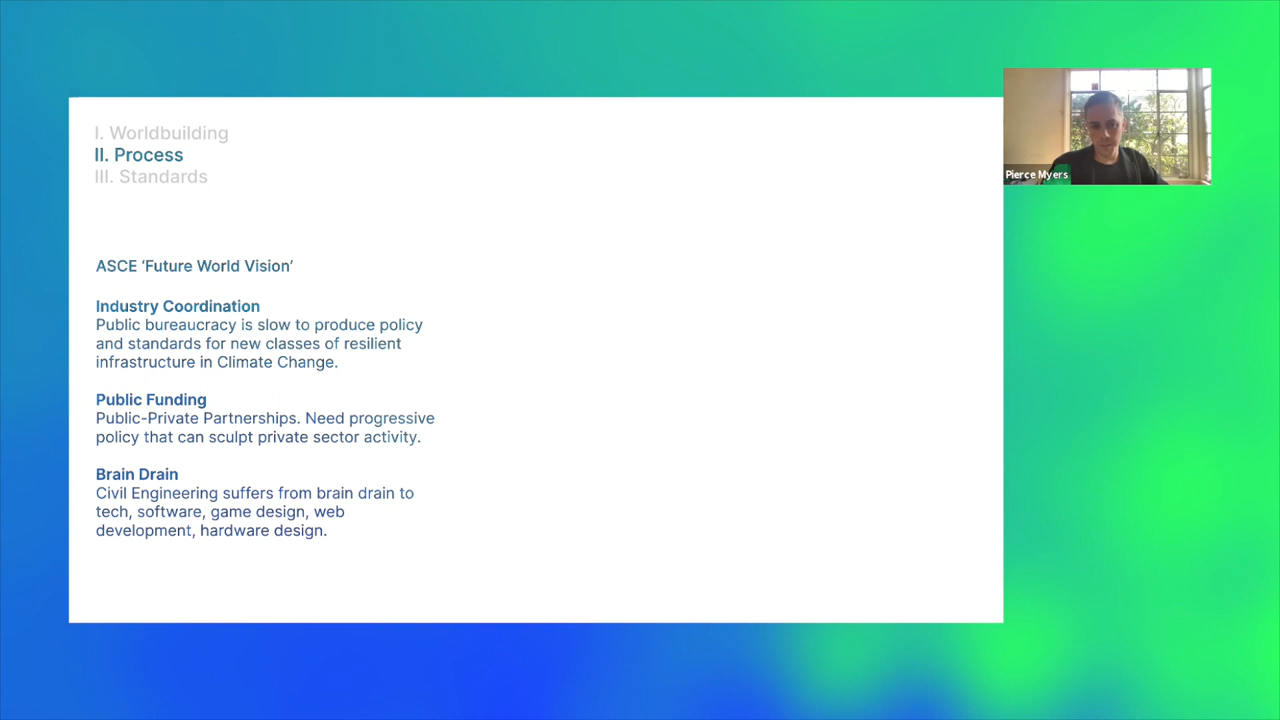 I. Worldbuilding
II. Process
III. Standards
ASCE ‘Future World Vision’
Industry Coordination
Public bureaucracy is slow to produce policy
and standards for new classes of resilient
infrastructure in Climate Change.
Public Funding
Public-Private Partnerships. Need progressive
policy that can sculpt private sector activity.
Brain Drain
Civil Engineering suffers from brain drain to
tech, software, game design, web
development, hardware design.
Pierce Myers